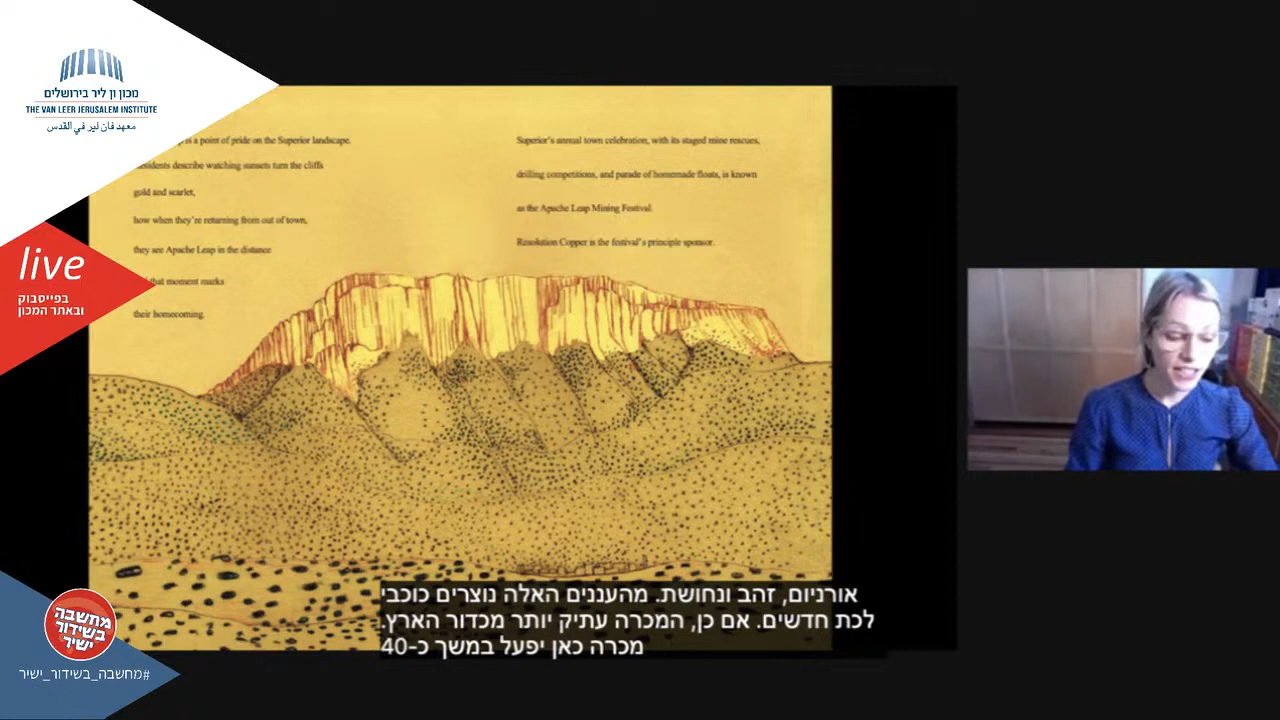 מכון ון ליר בירושלים
THE VAN LEER JERUSALEM INSTITUTE
معهد فان لير في القدس
is a point of pride on the Superior landscape.
residents describe watching sunsets turn the cliffs
gold and scarlet,
how when they're returning from out of town,
they see Apache Leap in the distance
that moment marks
their homecoming.
Superior's annual town celebration, with its staged mine rescues,
drilling competitions, and parade of homemade floats, is known
as the Apache Leap Mining Festival.
Resolution Copper is the festival's principle sponsor.
live
בפייסבוק
ובאתר המכון
אורניום, זהב ונחושת. מהעננים האלה נוצרים כוכבי
לכת חדשים. אם כן, המכרה עתיק יותר מכדור הארץ.
מכרה כאן יפעל במשך כ-40
מחשבה
בשידור
ישיר
#מחשבה_בשידור_ישיר